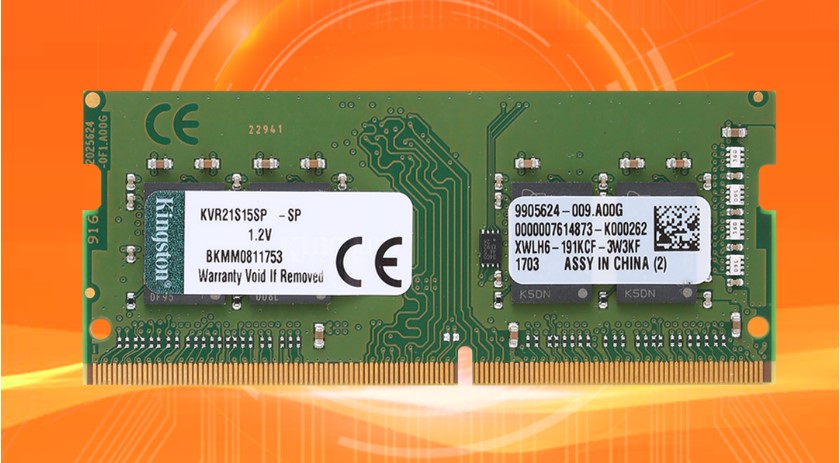 22941
2025624
-0F1.A00G
916
Kingston
KVR21S15SP -SP
1.2V
BKMM0811753
Warranty Void If Removed
CE
9905624-009.A00G
0000007614873-K000262
XWLH6-191KCF-3W3KF
1703 ASSY IN CHINA (2)
K5DN
K5DN